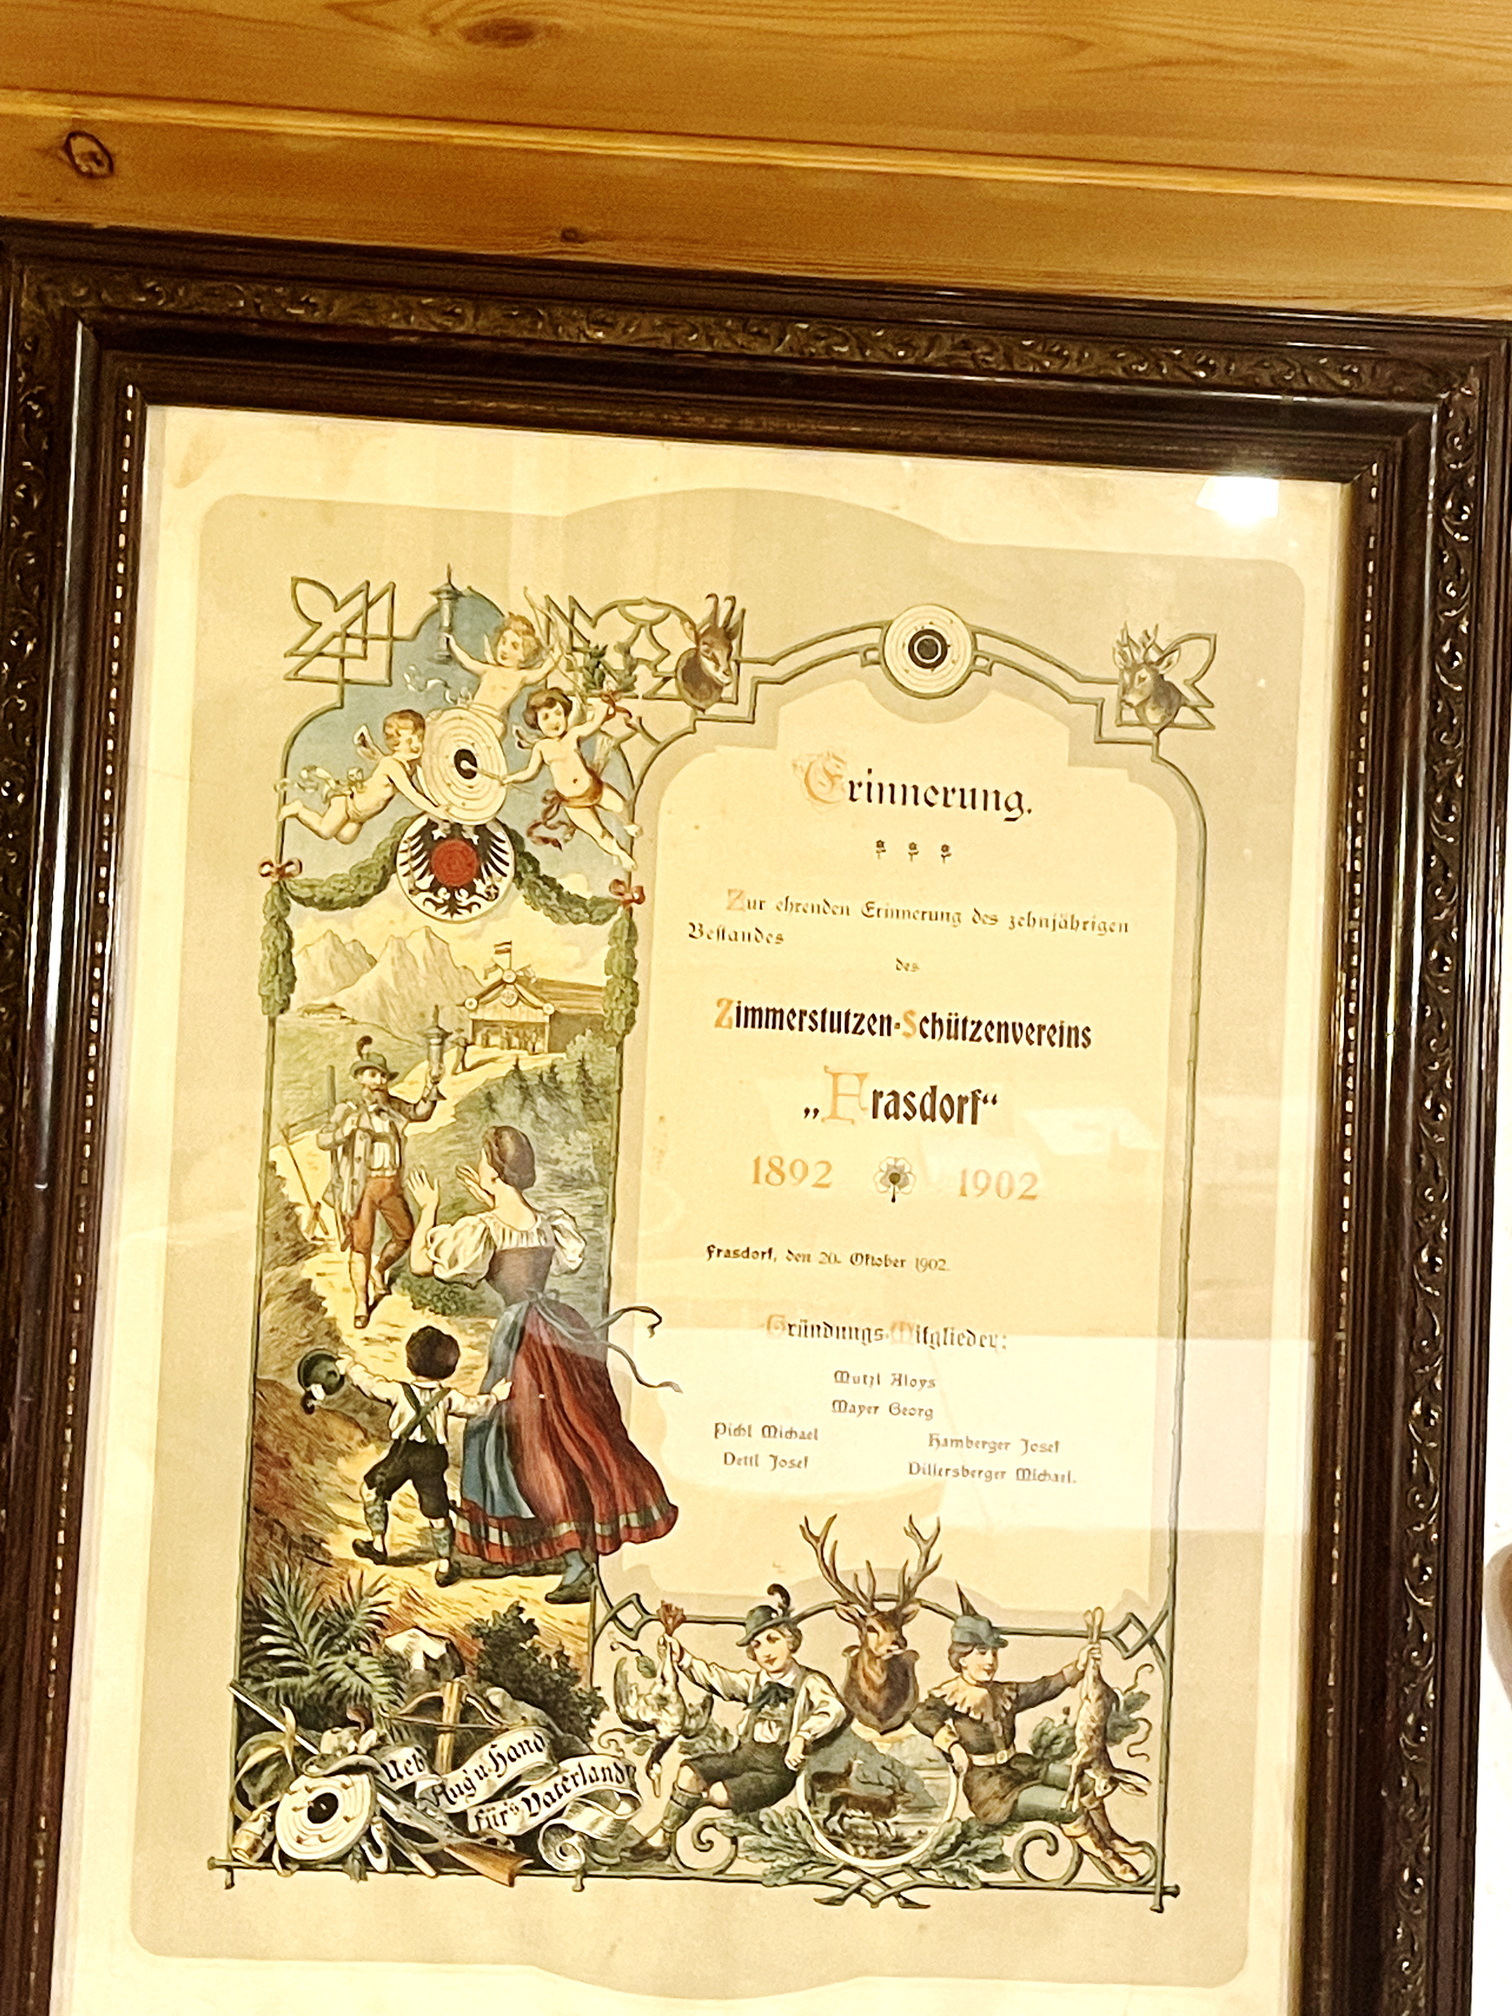 Erinnerung.
Zur ehrenden Erinnerung des zehnjährigen
Bestandes
des
Zimmerstutzen-Schützenvereins
„Frasdorf“
1892 1902
Frasdorf, den 20. Oktober 1902.
Gründungs-Mitglieder:
Mutzl Aloys
Mayer Georg
Pichl Michael Hamberger Josef
Dettl Josef Dillersberger Michael.
Ueb
Aug u. Hand
für's Vaterland